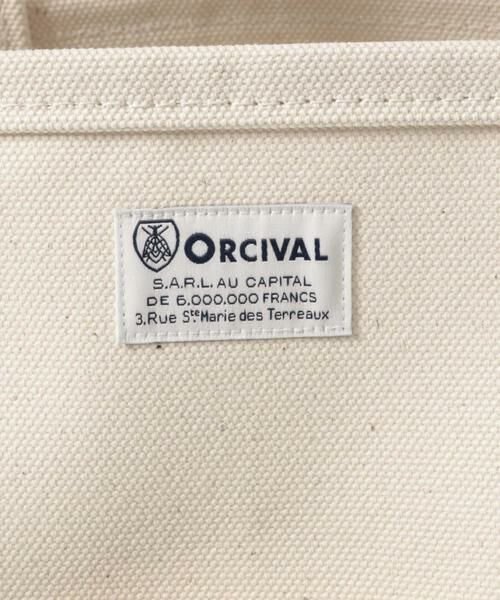 ORCIVAL
S.A.R.L. AU CAPITAL
DE 6.000.000 FRANCS
3.Rue Ste Marie des Terreaux